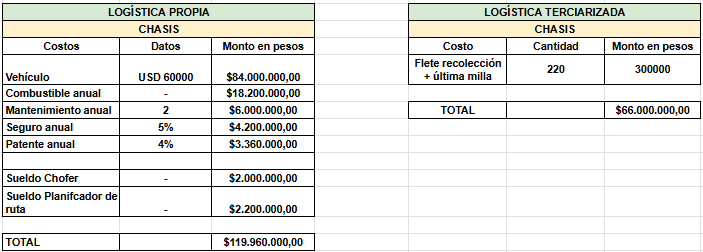 LOGÍSTICA PROPIA
CHASIS
Costos Datos Monto en pesos
Vehículo USD 60000 $84.000.000,00
Combustible anual - $18.200.000,00
Mantenimiento anual 2 $6.000.000,00
Seguro anual 5% $4.200.000,00
Patente anual 4% $3.360.000,00
Sueldo Chofer - $2.000.000,00
Sueldo Planifcador de
ruta - $2.200.000,00
TOTAL $119.960.000,00
LOGÍSTICA TERCIARIZADA
CHASIS
Costo Cantidad Monto en pesos
Flete recolección
+ última milla 220 300000
TOTAL $66.000.000,00